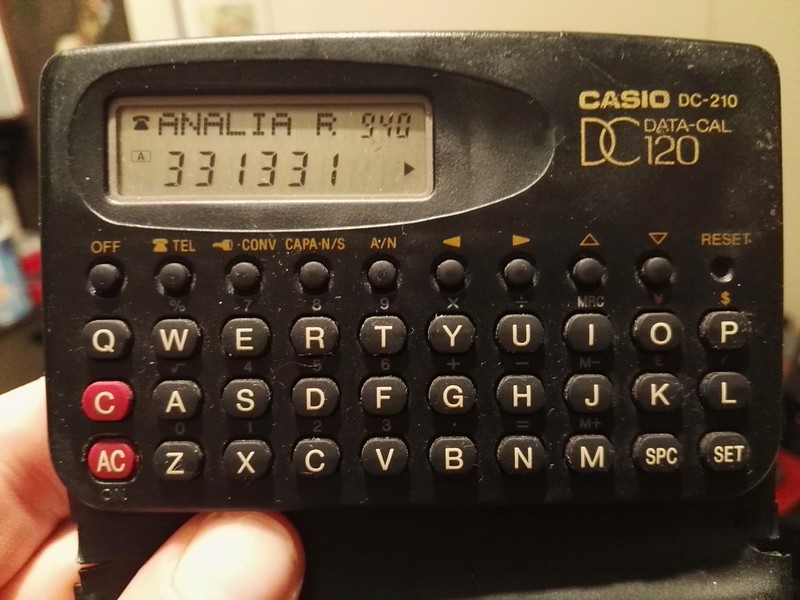 CASIO DC-210
DC DATA-CAL 120
ANALIA R 940
A
331331
OFF TEL CONV CAPA·N/S A/N RESET
% 7 8 9 × ÷ MRC ¥ $
Q W E R T Y U I O P
√ 4 5 6 + − M− £
C A S D F G H J K L
0 1 2 3 · = M+
AC Z X C V B N M SPC SET
ON